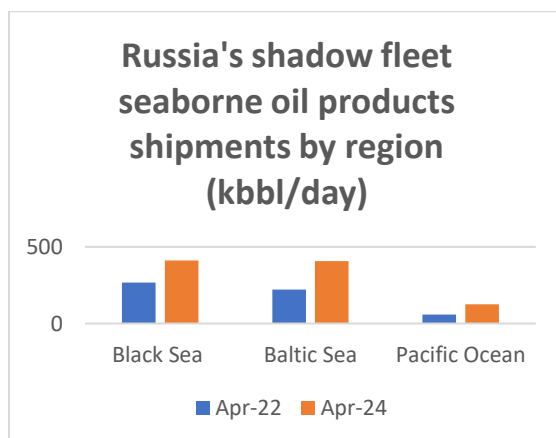 Russia's shadow fleet
seaborne oil products
shipments by region
(kbbl/day)
500
0
Black Sea
Baltic Sea
Pacific Ocean
Apr-22
Apr-24